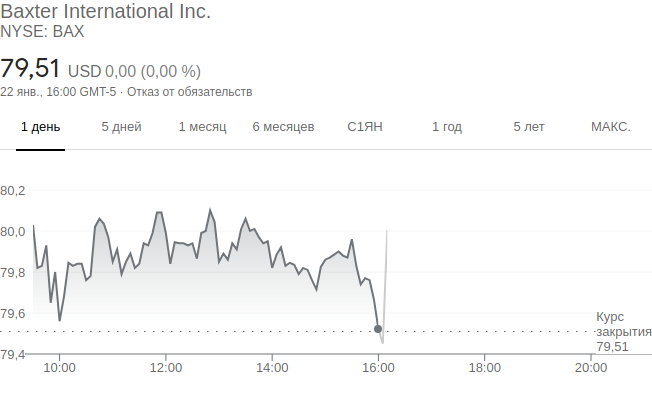 Baxter International Inc.
NYSE: BAX
79,51 USD 0,00 (0,00 %)
22 янв., 16:00 GMT-5 · Отказ от обязательств
1 день 5 дней 1 месяц 6 месяцев С1ЯН 1 год 5 лет МАКС.
80,2
80,0
79,8
79,6
Курс
закрытия
79,51
79,4
10:00 12:00 14:00 16:00 18:00 20:00